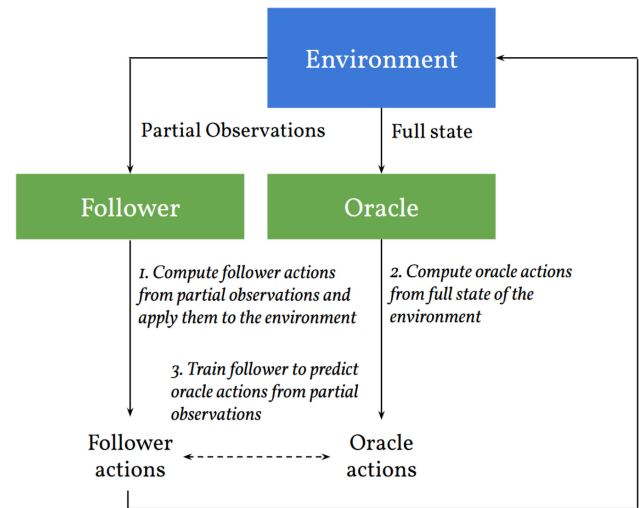 Environment
Partial Observations
Full state
Follower
Oracle
1. Compute follower actions
from partial observations and
apply them to the environment
2. Compute oracle actions
from full state of the
environment
3. Train follower to predict
oracle actions from partial
observations
Follower
actions
Oracle
actions